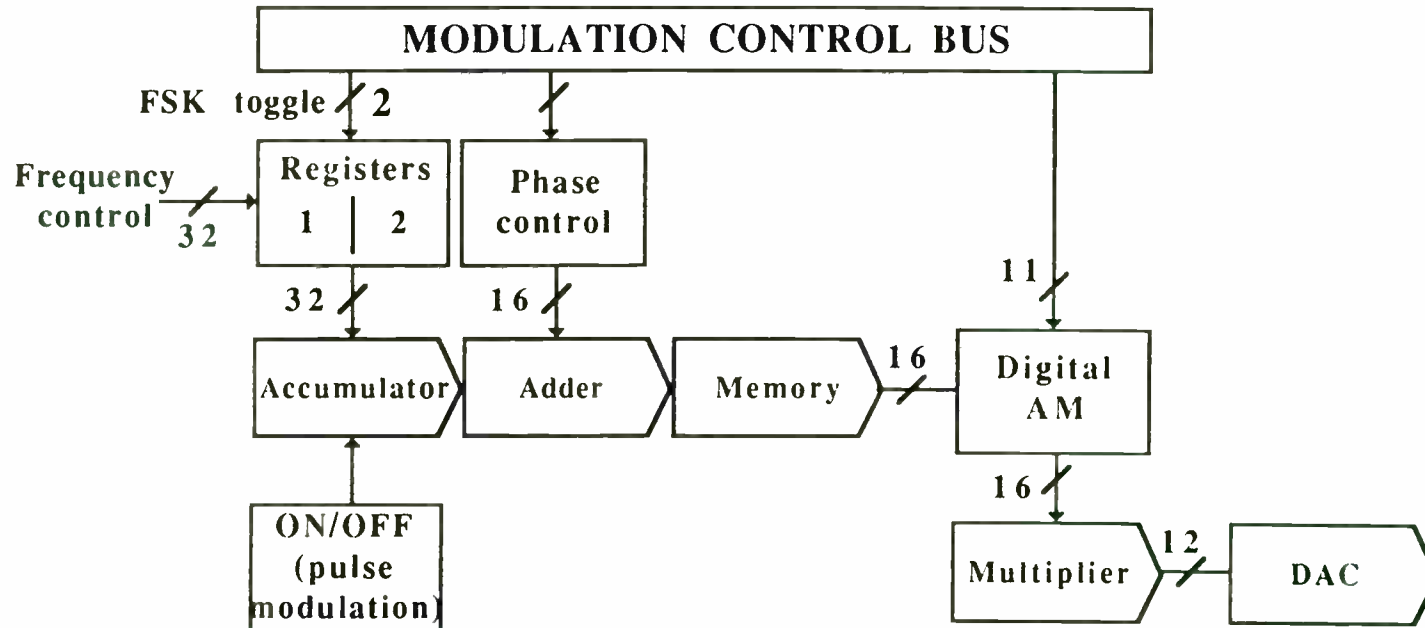 MODULATION CONTROL BUS
FSK toggle
2
Frequency
control
32
Registers
1 2
Phase
control
32
16
11
Accumulator
Adder
Memory
16
Digital
AM
ON/OFF
(pulse
modulation)
16
Multiplier
12
DAC